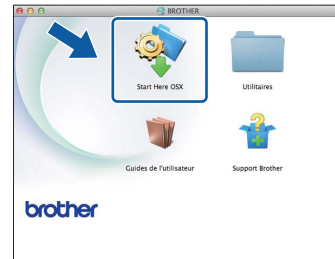 BROTHER
Start Here OSX
Utilitaires
Guides de l'utilisateur
Support Brother
brother